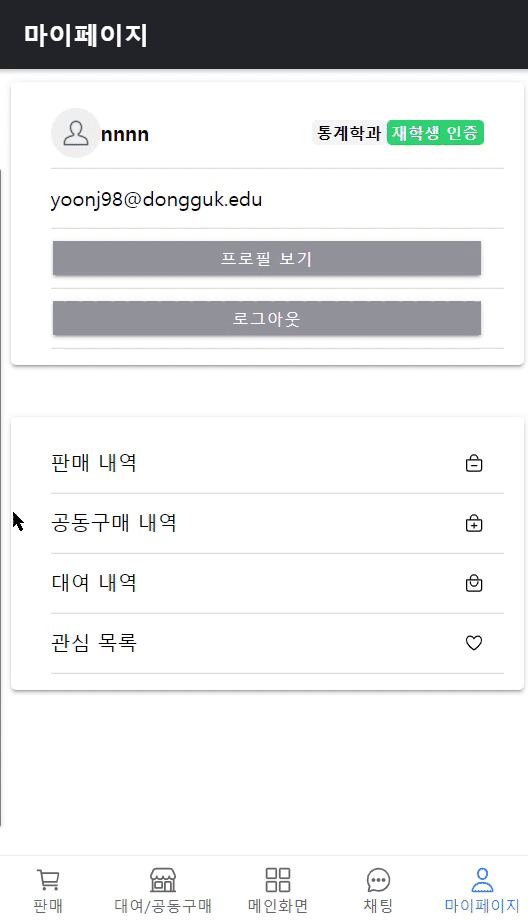 마이페이지
nnnn 통계학과 재학생 인증
yoonj98@dongguk.edu
프로필 보기
로그아웃
판매 내역
공동구매 내역
대여 내역
관심 목록
판매 대여/공동구매 메인화면 채팅 마이페이지